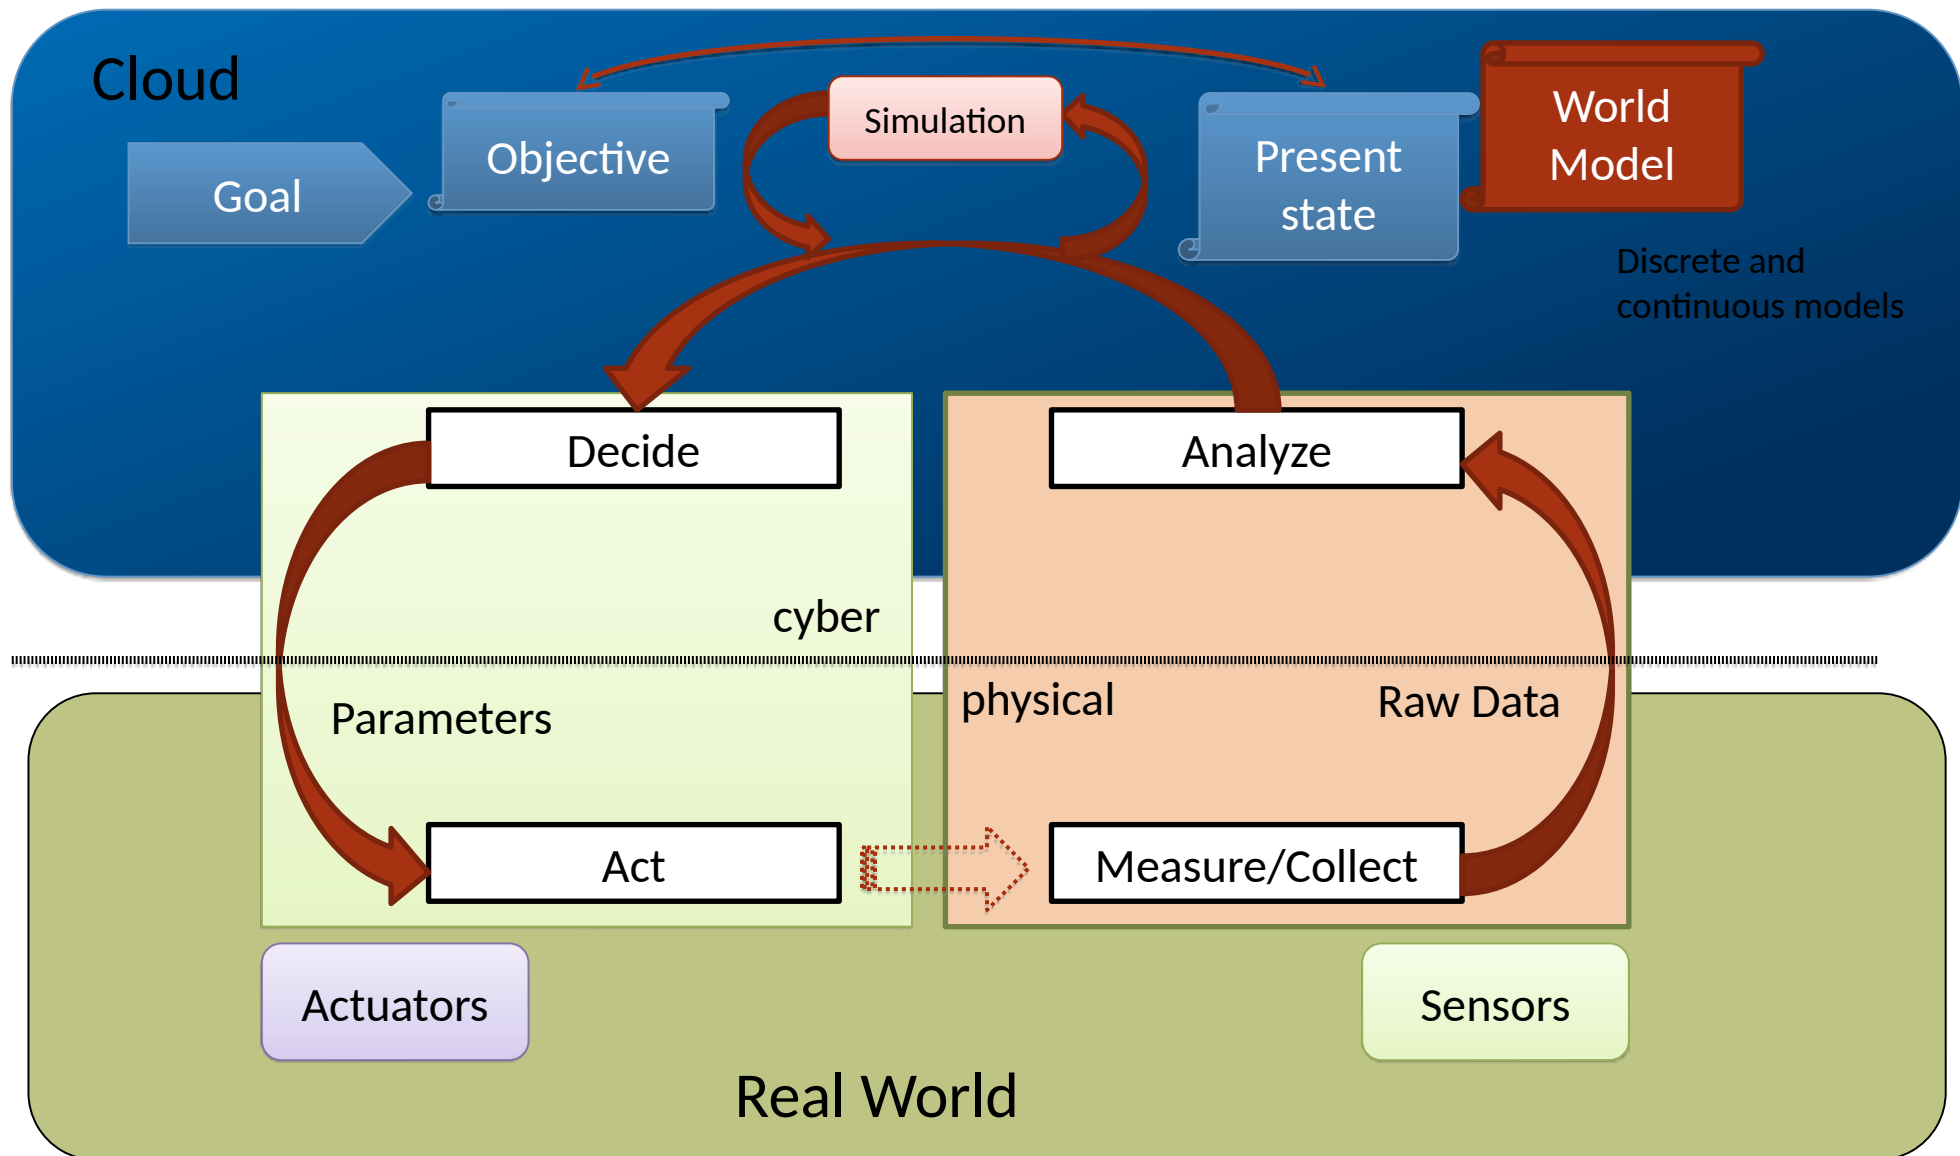 Cloud
Goal
Objective
Simulation
Present
state
World
Model
Discrete and
continuous models
Decide
Analyze
cyber
physical
Parameters
Raw Data
Act
Measure/Collect
Actuators
Sensors
Real World